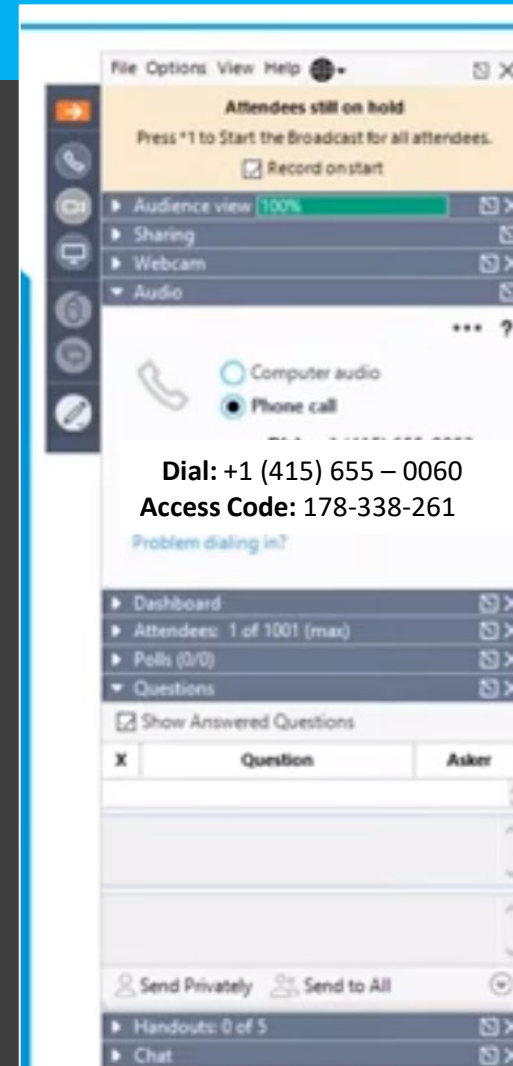 File Options View Help
Attendees still on hold
Press *1 to Start the Broadcast for all attendees.
Record on start
Audience view 100%
Sharing
Webcam
Audio
... ?
Computer audio
Phone call
Dial: +1 (415) 655 – 0060
Access Code: 178-338-261
Problem dialing in?
Dashboard
Attendees: 1 of 1001 (max)
Polls (0/0)
Questions
Show Answered Questions
X Question Asker
Send Privately Send to All
Handouts: 0 of 5
Chat